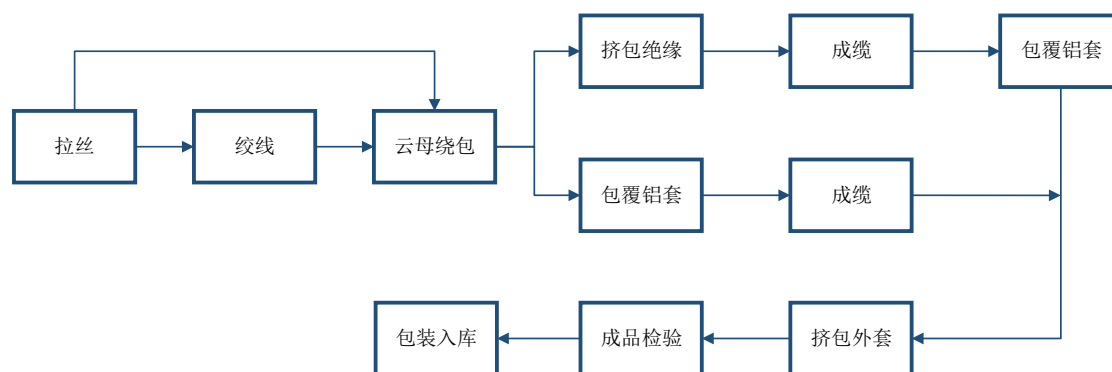 挤包绝缘
成缆
包覆铝套
拉丝
绞线
云母绕包
包覆铝套
成缆
包装入库
成品检验
挤包外套